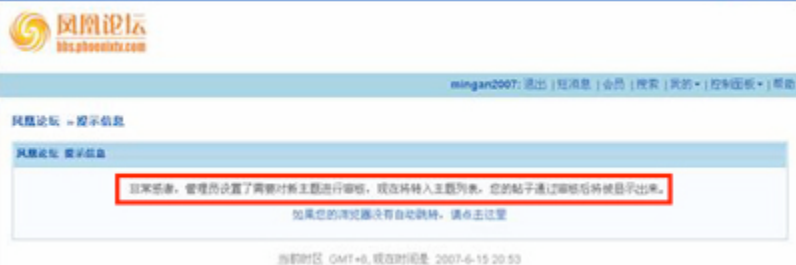 凤凰论坛
bbs.phoenixtv.com
mingan2007: 退出 | 短消息 | 会员 | 搜索 | 我的 | 控制面板 | 帮助
凤凰论坛 » 提示信息
凤凰论坛 提示信息
非常感谢，管理员设置了需要对新主题进行审核，现在将转入主题列表，您的帖子通过审核后将被显示出来。
如果您的浏览器没有自动跳转，请点击这里
当前时区 GMT+8, 现在时间是 2007-6-15 20:53